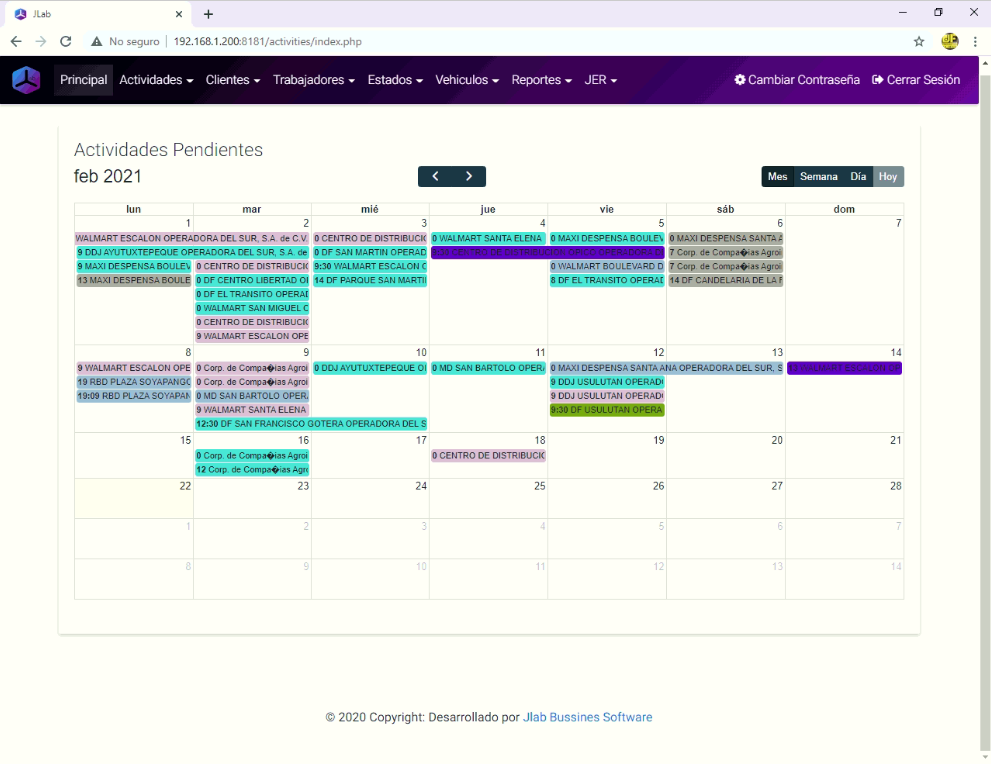 JLab
No seguro
192.168.1.200:8181/activities/index.php
Principal Actividades Clientes Trabajadores Estados Vehiculos Reportes JER Cambiar Contraseña Cerrar Sesión
Actividades Pendientes
feb 2021
Mes Semana Día Hoy
lun mar mié jue vie sáb dom
1 2 3 4 5 6 7
WALMART ESCALON OPERADORA DEL SUR, S.A. de C.V. 0 CENTRO DE DISTRIBUCIO 0 WALMART SANTA ELENA 0 MAXI DESPENSA BOULEV 0 MAXI DESPENSA SANTA A
9 DDJ AYUTUXTEPEQUE OPERADORA DEL SUR, S.A. de 0 DF SAN MARTIN OPERAD CENTRO DE DISTRIBUCION OPICO OPERADORA 7 Corp. de Compa�ias Agroi
9 MAXI DESPENSA BOULEV 0 CENTRO DE DISTRIBUCIO 9:30 WALMART ESCALON O 0 WALMART BOULEVARD D 7 Corp. de Compa�ias Agroi
13 MAXI DESPENSA BOULE 0 DF CENTRO LIBERTAD OP 14 DF PARQUE SAN MARTI 8 DF EL TRANSITO OPERAD 14 DF CANDELARIA DE LA F
0 DF EL TRANSITO OPERAD
0 WALMART SAN MIGUEL O
0 CENTRO DE DISTRIBUCIO
9 WALMART ESCALON OPE
8 9 10 11 12 13 14
9 WALMART ESCALON OPE 0 Corp. de Compa�ias Agroi 0 DDJ AYUTUXTEPEQUE OP 0 MD SAN BARTOLO OPERA 0 MAXI DESPENSA SANTA ANA OPERADORA DEL SUR, S WALMART ESCALON OP
19 RBD PLAZA SOYAPANGO 0 Corp. de Compa�ias Agroi 9 DDJ USULUTAN OPERADO
19:09 RBD PLAZA SOYAPAN 0 MD SAN BARTOLO OPERA 9 DDJ USULUTAN OPERADO
9 WALMART SANTA ELENA 9:30 DF USULUTAN OPERA
12:30 DF SAN FRANCISCO GOTERA OPERADORA DEL S
15 16 17 18 19 20 21
0 Corp. de Compa�ias Agroi 0 CENTRO DE DISTRIBUCIO
12 Corp. de Compa�ias Agro
22 23 24 25 26 27 28
1 2 3 4 5 6 7
8 9 10 11 12 13 14
© 2020 Copyright: Desarrollado por Jlab Bussines Software